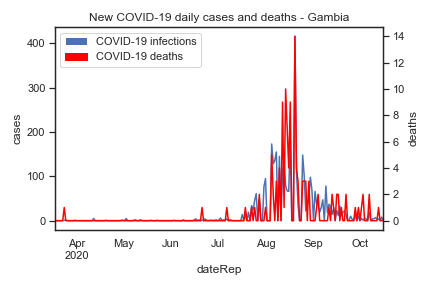 New COVID-19 daily cases and deaths - Gambia
COVID-19 infections
COVID-19 deaths
400
300
200
100
0
cases
14
12
10
8
6
4
2
0
deaths
Apr May Jun Jul Aug Sep Oct
2020
dateRep